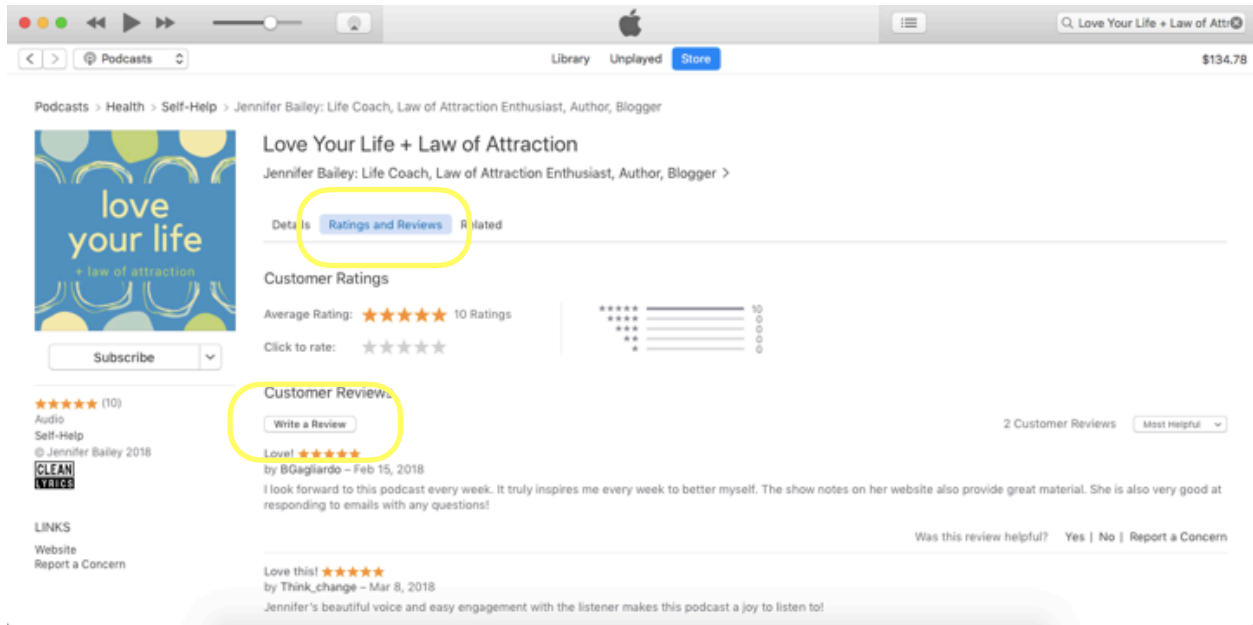 Love Your Life + Law of Attr
Podcasts
Library Unplayed Store
$134.78
Podcasts > Health > Self-Help > Jennifer Bailey: Life Coach, Law of Attraction Enthusiast, Author, Blogger
love
your life
+ law of attraction
Subscribe
★★★★★ (10)
Audio
Self-Help
© Jennifer Bailey 2018
CLEAN
LYRICS
LINKS
Website
Report a Concern
Love Your Life + Law of Attraction
Jennifer Bailey: Life Coach, Law of Attraction Enthusiast, Author, Blogger >
Details Ratings and Reviews Related
Customer Ratings
Average Rating: ★★★★★ 10 Ratings
Click to rate: ★★★★★
★★★★★ 10
★★★★ 0
★★★ 0
★★ 0
★ 0
Customer Reviews
Write a Review
2 Customer Reviews Most Helpful
Love! ★★★★★
by BGagliardo – Feb 15, 2018
I look forward to this podcast every week. It truly inspires me every week to better myself. The show notes on her website also provide great material. She is also very good at
responding to emails with any questions!
Was this review helpful? Yes | No | Report a Concern
Love this! ★★★★★
by Think_change – Mar 8, 2018
Jennifer's beautiful voice and easy engagement with the listener makes this podcast a joy to listen to!